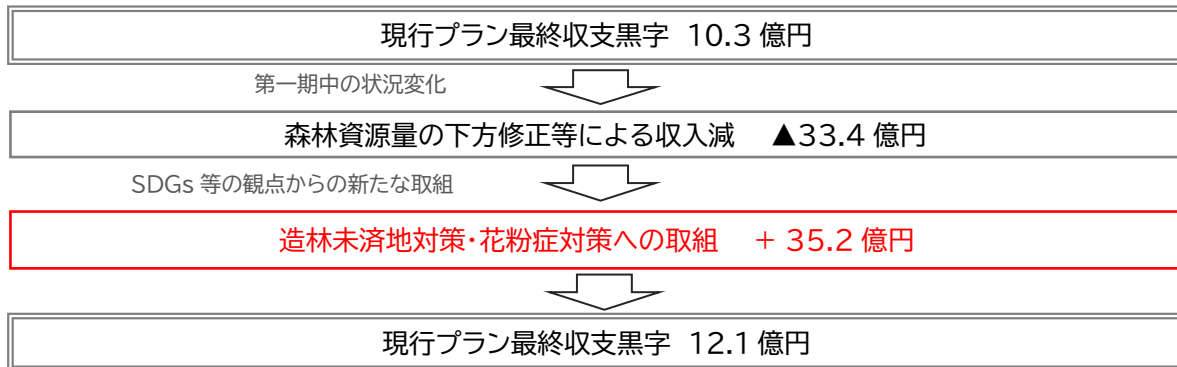 現行プラン最終収支黒字 10.3 億円
第一期中の状況変化
森林資源量の下方修正等による収入減 ▲33.4 億円
SDGs 等の観点からの新たな取組
造林未済地対策・花粉症対策への取組 + 35.2 億円
現行プラン最終収支黒字 12.1 億円